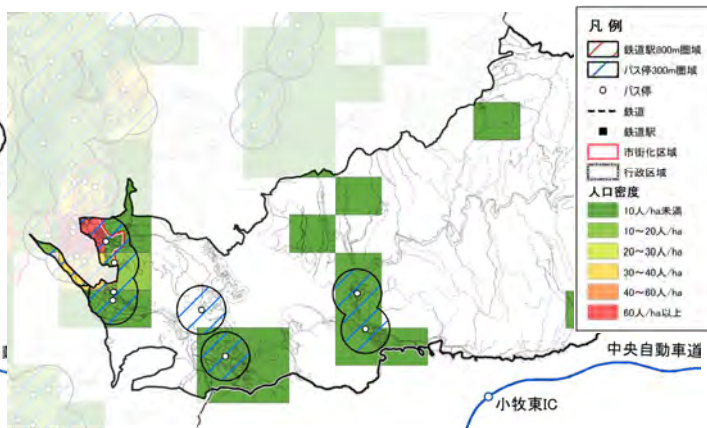 凡 例
鉄道駅800m圏域
バス停300m圏域
バス停
鉄道
鉄道駅
市街化区域
行政区域
人口密度
10人/ha未満
10～20人/ha
20～30人/ha
30～40人/ha
40～60人/ha
60人/ha以上
中央自動車道
小牧東IC